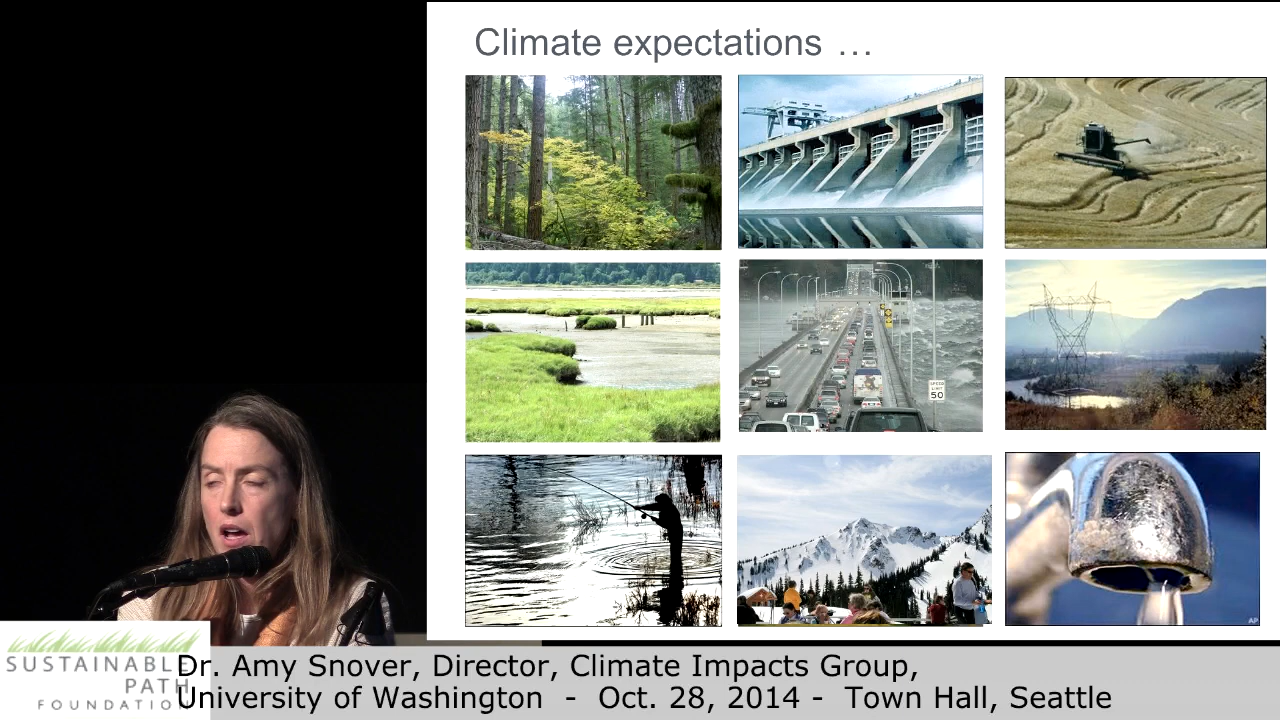 Climate expectations …
SPEED
LIMIT
50
AP
SUSTAINABLE
PATH
FOUNDATION
Dr. Amy Snover, Director, Climate Impacts Group,
University of Washington - Oct. 28, 2014 - Town Hall, Seattle